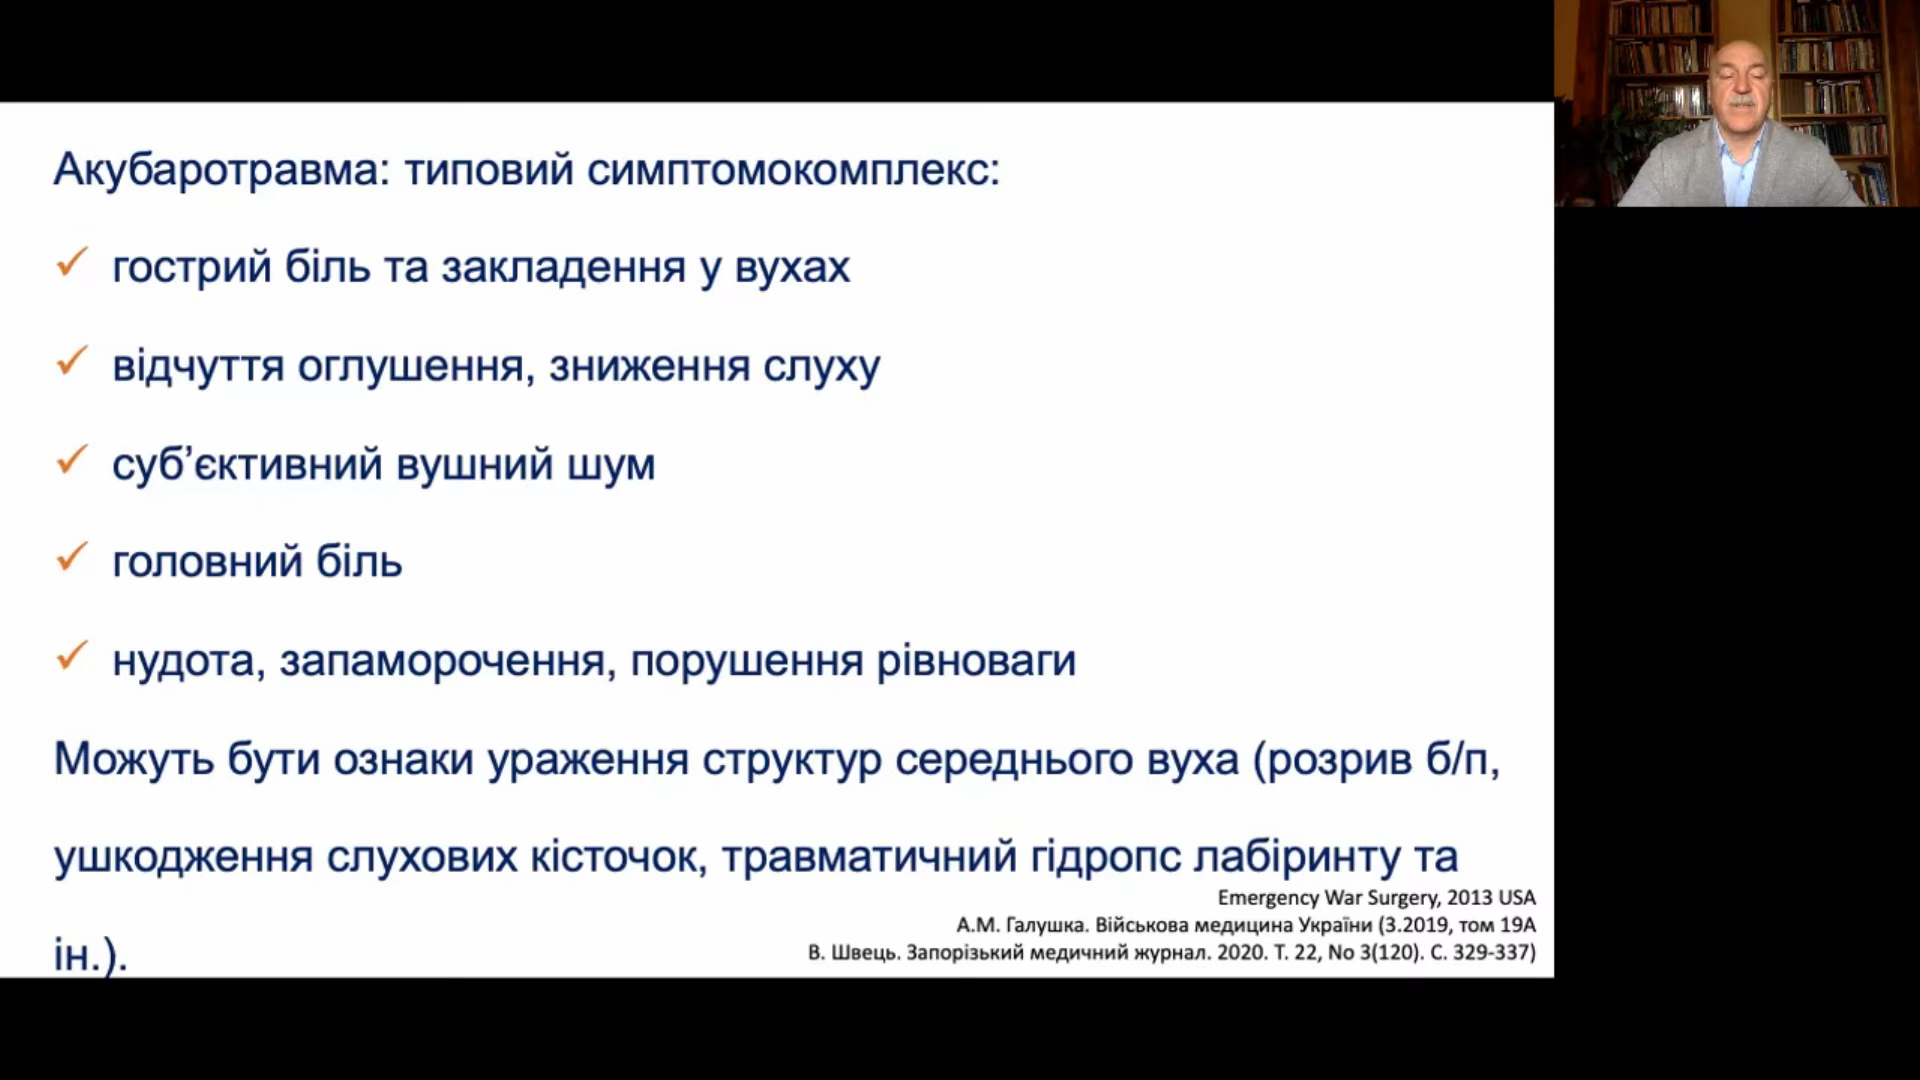 Акубаротравма: типовий симптомокомплекс:
✓ гострий біль та закладення у вухах
✓ відчуття оглушення, зниження слуху
✓ суб’єктивний вушний шум
✓ головний біль
✓ нудота, запаморочення, порушення рівноваги
Можуть бути ознаки ураження структур середнього вуха (розрив б/п,
ушкодження слухових кісточок, травматичний гідропс лабіринту та
ін.).
Emergency War Surgery, 2013 USA
А.М. Галушка. Військова медицина України (3.2019, том 19А
В. Швець. Запорізький медичний журнал. 2020. Т. 22, No 3(120). С. 329-337)